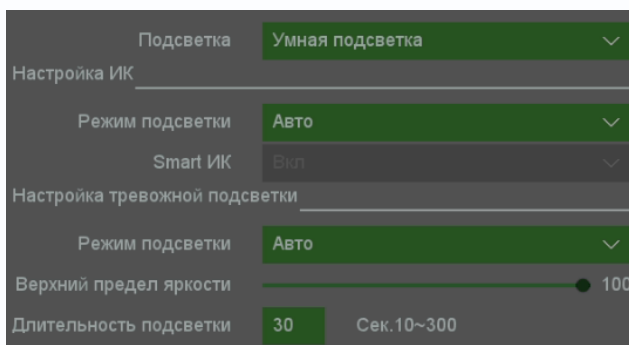 Подсветка Умная подсветка
Настройка ИК
Режим подсветки Авто
Smart ИК Вкл
Настройка тревожной подсветки
Режим подсветки Авто
Верхний предел яркости 100
Длительность подсветки 30 Сек.10~300